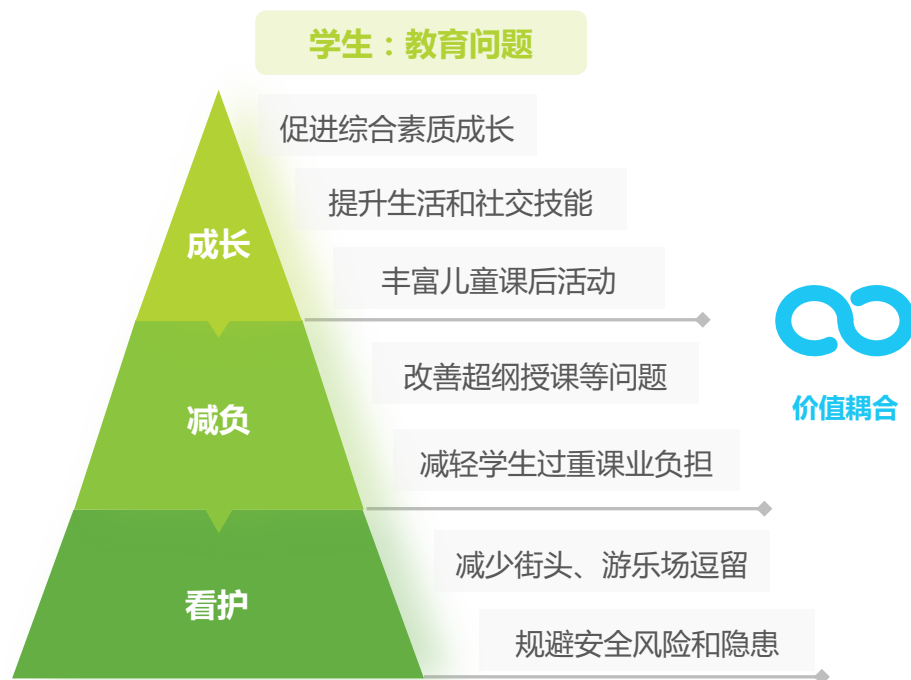 学生：教育问题
促进综合素质成长
提升生活和社交技能
成长
丰富儿童课后活动
改善超纲授课等问题
减负
价值耦合
减轻学生过重课业负担
减少街头、游乐场逗留
看护
规避安全风险和隐患